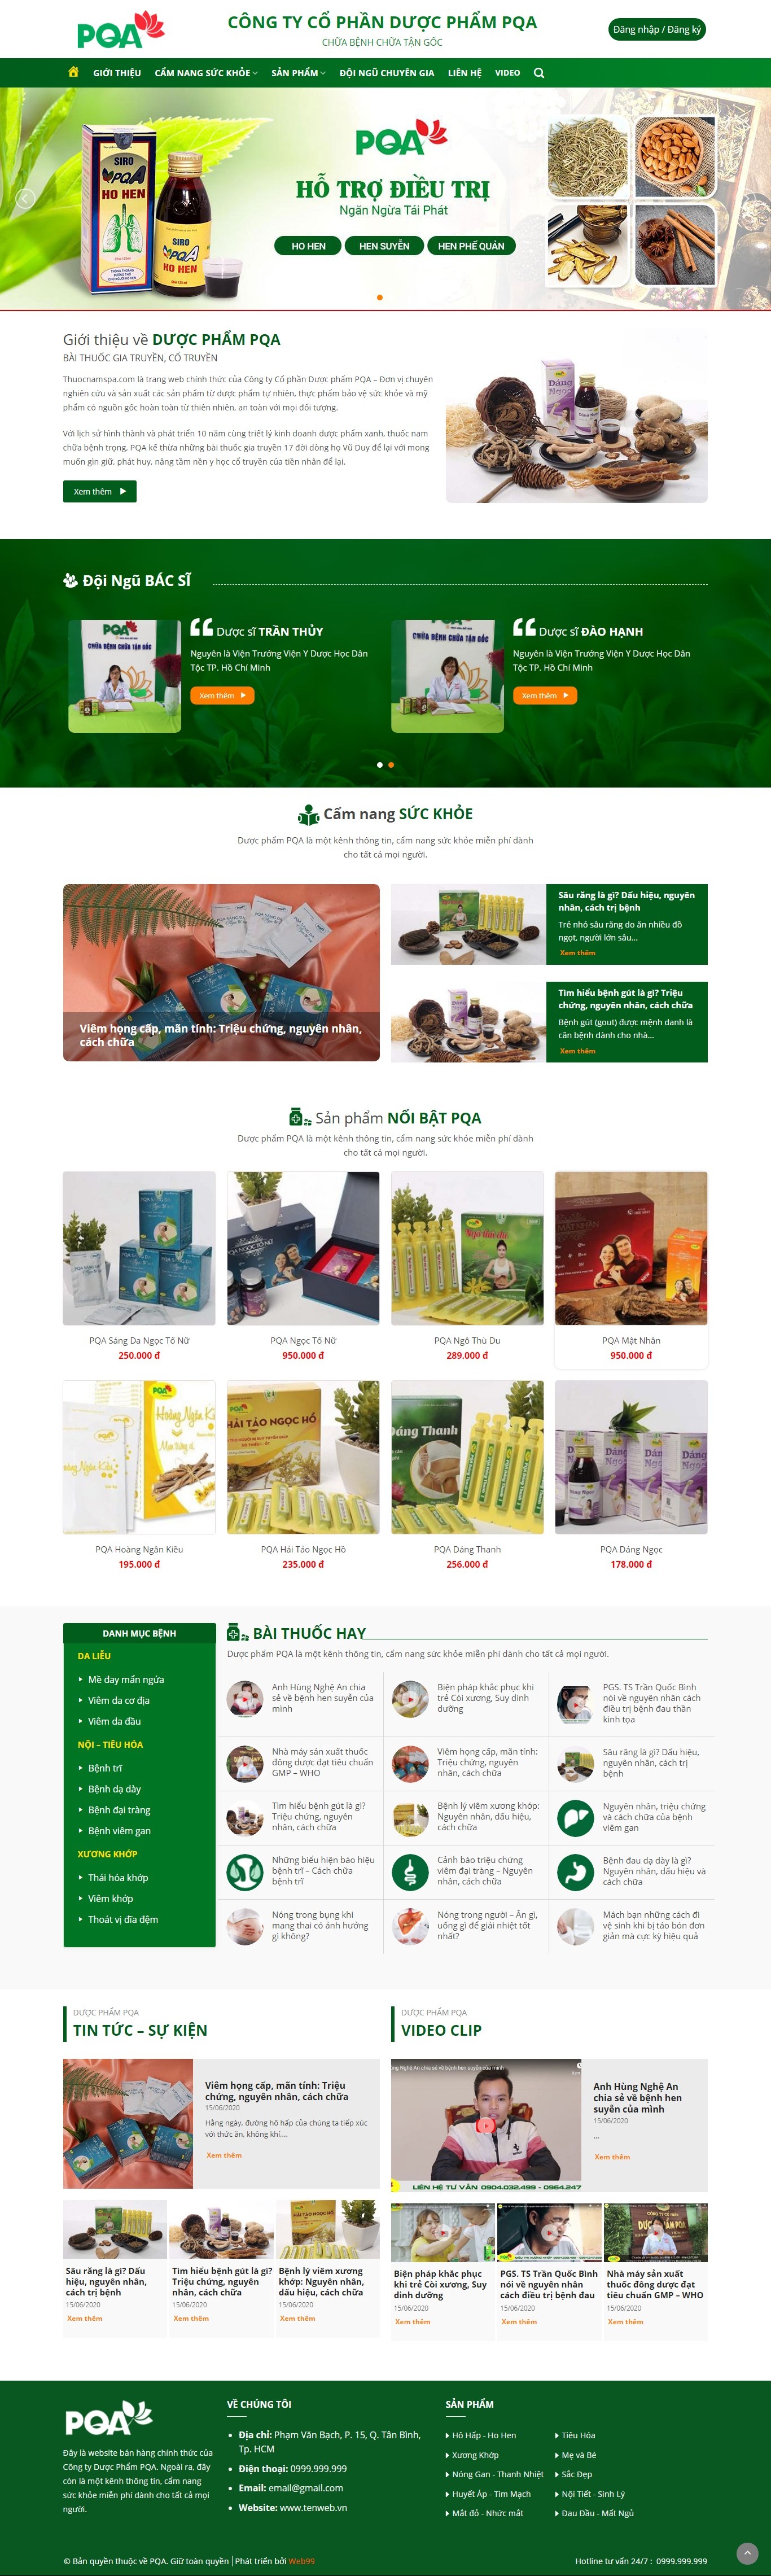 PQA
CÔNG TY CỔ PHẦN DƯỢC PHẨM PQA
CHỮA BỆNH CHỮA TẬN GỐC
Đăng nhập / Đăng ký
GIỚI THIỆU
CẨM NANG SỨC KHỎE
SẢN PHẨM
ĐỘI NGŨ CHUYÊN GIA
LIÊN HỆ
VIDEO
SIRO
PQA
HO HEN
SIRO
PQA
HO HEN
PQA
HỖ TRỢ ĐIỀU TRỊ
Ngăn Ngừa Tái Phát
HO HEN
HEN SUYỄN
HEN PHẾ QUẢN
Giới thiệu về DƯỢC PHẨM PQA
BÀI THUỐC GIA TRUYỀN, CỔ TRUYỀN
Thuocnamspa.com là trang web chính thức của Công ty Cổ phần Dược phẩm PQA – Đơn vị chuyên
nghiên cứu và sản xuất các sản phẩm từ dược phẩm tự nhiên, thực phẩm bảo vệ sức khỏe và mỹ
phẩm có nguồn gốc hoàn toàn từ thiên nhiên, an toàn với mọi đối tượng.
Với lịch sử hình thành và phát triển 10 năm cùng triết lý kinh doanh dược phẩm xanh, thuốc nam
chữa bệnh trọng, PQA kế thừa những bài thuốc gia truyền 17 đời dòng họ Vũ Duy để lại với mong
muốn gìn giữ, phát huy, nâng tầm nền y học cổ truyền của tiền nhân để lại.
Xem thêm
Đội Ngũ BÁC SĨ
Dược sĩ TRẦN THỦY
Nguyên là Viện Trưởng Viện Y Dược Học Dân
Tộc TP. Hồ Chí Minh
Xem thêm
Dược sĩ ĐÀO HẠNH
Nguyên là Viện Trưởng Viện Y Dược Học Dân
Tộc TP. Hồ Chí Minh
Xem thêm
Cẩm nang SỨC KHỎE
Dược phẩm PQA là một kênh thông tin, cẩm nang sức khỏe miễn phí dành
cho tất cả mọi người.
Viêm họng cấp, mãn tính: Triệu chứng, nguyên nhân,
cách chữa
Sâu răng là gì? Dấu hiệu, nguyên
nhân, cách trị bệnh
Trẻ nhỏ sâu răng do ăn nhiều đồ
ngọt, người lớn sâu...
Xem thêm
Tìm hiểu bệnh gút là gì? Triệu
chứng, nguyên nhân, cách chữa
Bệnh gút (gout) được mệnh danh là
căn bệnh dành cho nhà...
Xem thêm
Sản phẩm NỔI BẬT PQA
Dược phẩm PQA là một kênh thông tin, cẩm nang sức khỏe miễn phí dành
cho tất cả mọi người.
PQA Sáng Da Ngọc Tố Nữ
250.000 đ
PQA Ngọc Tố Nữ
950.000 đ
PQA Ngô Thù Du
289.000 đ
PQA Mật Nhân
950.000 đ
PQA Hoàng Ngân Kiều
195.000 đ
PQA Hải Tảo Ngọc Hồ
235.000 đ
PQA Dáng Thanh
256.000 đ
PQA Dáng Ngọc
178.000 đ
DANH MỤC BỆNH
DA LIỄU
Mề đay mẩn ngứa
Viêm da cơ địa
Viêm da đầu
NỘI – TIÊU HÓA
Bệnh trĩ
Bệnh dạ dày
Bệnh đại tràng
Bệnh viêm gan
XƯƠNG KHỚP
Thái hóa khớp
Viêm khớp
Thoát vị đĩa đệm
BÀI THUỐC HAY
Dược phẩm PQA là một kênh thông tin, cẩm nang sức khỏe miễn phí dành cho tất cả mọi người.
Anh Hùng Nghệ An chia
sẻ về bệnh hen suyễn của
mình
Biện pháp khắc phục khi
trẻ Còi xương, Suy dinh
dưỡng
PGS. TS Trần Quốc Bình
nói về nguyên nhân cách
điều trị bệnh đau thần
kinh tọa
Nhà máy sản xuất thuốc
đông dược đạt tiêu chuẩn
GMP – WHO
Viêm họng cấp, mãn tính:
Triệu chứng, nguyên
nhân, cách chữa
Sâu răng là gì? Dấu hiệu,
nguyên nhân, cách trị
bệnh
Tìm hiểu bệnh gút là gì?
Triệu chứng, nguyên
nhân, cách chữa
Bệnh lý viêm xương khớp:
Nguyên nhân, dấu hiệu,
cách chữa
Nguyên nhân, triệu chứng
và cách chữa của bệnh
viêm gan
Những biểu hiện báo hiệu
bệnh trĩ – Cách chữa
bệnh trĩ
Cảnh báo triệu chứng
viêm đại tràng – Nguyên
nhân, cách chữa
Bệnh đau dạ dày là gì?
Nguyên nhân, dấu hiệu và
cách chữa
Nóng trong bụng khi
mang thai có ảnh hưởng
gì không?
Nóng trong người – Ăn gì,
uống gì để giải nhiệt tốt
nhất?
Mách bạn những cách đi
vệ sinh khi bị táo bón đơn
giản mà cực kỳ hiệu quả
DƯỢC PHẨM PQA
TIN TỨC – SỰ KIỆN
Viêm họng cấp, mãn tính: Triệu
chứng, nguyên nhân, cách chữa
15/06/2020
Hằng ngày, đường hô hấp của chúng ta tiếp xúc
với thức ăn, không khí,...
Xem thêm
Sâu răng là gì? Dấu
hiệu, nguyên nhân,
cách trị bệnh
15/06/2020
Xem thêm
Tìm hiểu bệnh gút là gì?
Triệu chứng, nguyên
nhân, cách chữa
15/06/2020
Xem thêm
Bệnh lý viêm xương
khớp: Nguyên nhân,
dấu hiệu, cách chữa
15/06/2020
Xem thêm
DƯỢC PHẨM PQA
VIDEO CLIP
LIÊN HỆ TƯ VẤN 0904.032.499 - 0964.247
Anh Hùng Nghệ An
chia sẻ về bệnh hen
suyễn của mình
15/06/2020
...
Xem thêm
Biện pháp khắc phục
khi trẻ Còi xương, Suy
dinh dưỡng
15/06/2020
Xem thêm
PGS. TS Trần Quốc Bình
nói về nguyên nhân
cách điều trị bệnh đau
15/06/2020
Xem thêm
Nhà máy sản xuất
thuốc đông dược đạt
tiêu chuẩn GMP – WHO
15/06/2020
Xem thêm
PQA
Đây là website bán hàng chính thức của
Công ty Dược Phẩm PQA. Ngoài ra, đây
còn là một kênh thông tin, cẩm nang
sức khỏe miễn phí dành cho tất cả mọi
người.
VỀ CHÚNG TÔI
Địa chỉ: Phạm Văn Bạch, P. 15, Q. Tân Bình,
Tp. HCM
Điện thoại: 0999.999.999
Email: email@gmail.com
Website: www.tenweb.vn
SẢN PHẨM
Hô Hấp - Ho Hen
Xương Khớp
Nóng Gan - Thanh Nhiệt
Huyết Áp - Tim Mạch
Mắt đỏ - Nhức mắt
Tiêu Hóa
Mẹ và Bé
Sắc Đẹp
Nội Tiết - Sinh Lý
Đau Đầu - Mất Ngủ
© Bản quyền thuộc về PQA. Giữ toàn quyền | Phát triển bởi Web99
Hotline tư vấn 24/7 : 0999.999.999